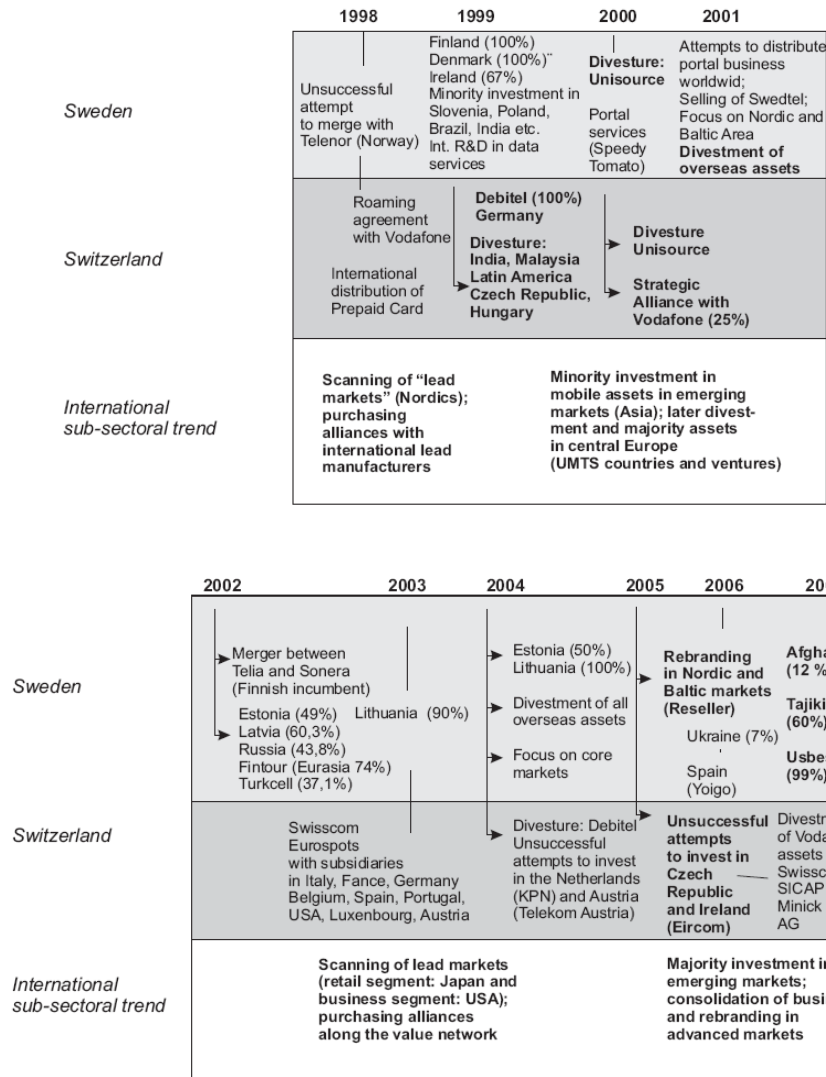 1998 1999 2000 2001
Sweden
Unsuccessful
attempt
to merge with
Telenor (Norway)
Finland (100%)
Denmark (100%)¨
Ireland (67%)
Minority investment in
Slovenia, Poland,
Brazil, India etc.
Int. R&D in data
services
Divesture:
Unisource
Portal
services
(Speedy
Tomato)
Attempts to distribute
portal business
worldwid;
Selling of Swedtel;
Focus on Nordic and
Baltic Area
Divestment of
overseas assets
Switzerland
Roaming
agreement
with Vodafone
International
distribution of
Prepaid Card
Debitel (100%)
Germany
Divesture:
India, Malaysia
Latin America
Czech Republic,
Hungary
Divesture
Unisource
Strategic
Alliance with
Vodafone (25%)
International
sub-sectoral trend
Scanning of “lead
markets” (Nordics);
purchasing
alliances with
international lead
manufacturers
Minority investment in
mobile assets in emerging
markets (Asia); later divest-
ment and majority assets
in central Europe
(UMTS countries and ventures)
2002 2003 2004 2005 2006
Sweden
Merger between
Telia and Sonera
(Finnish incumbent)
Estonia (49%)
Latvia (60,3%)
Russia (43,8%)
Fintour (Eurasia 74%)
Turkcell (37,1%)
Lithuania (90%)
Estonia (50%)
Lithuania (100%)
Divestment of all
overseas assets
Focus on core
markets
Rebranding
in Nordic and
Baltic markets
(Reseller)
Ukraine (7%)
Spain
(Yoigo)
(12 %
(60%)
(99%)
Switzerland
Swisscom
Eurospots
with subsidiaries
in Italy, Fance, Germany
Belgium, Spain, Portugal,
USA, Luxenbourg, Austria
Divesture: Debitel
Unsuccessful
attempts to invest
in the Netherlands
(KPN) and Austria
(Telekom Austria)
Unsuccessful
attempts
to invest in
Czech
Republic
and Ireland
(Eircom)
of
assets
SICAP
Minick
AG
International
sub-sectoral trend
Scanning of lead markets
(retail segment: Japan and
business segment: USA);
purchasing alliances
along the value network
Majority investment in
emerging markets;
consolidation of
and rebranding in
advanced markets